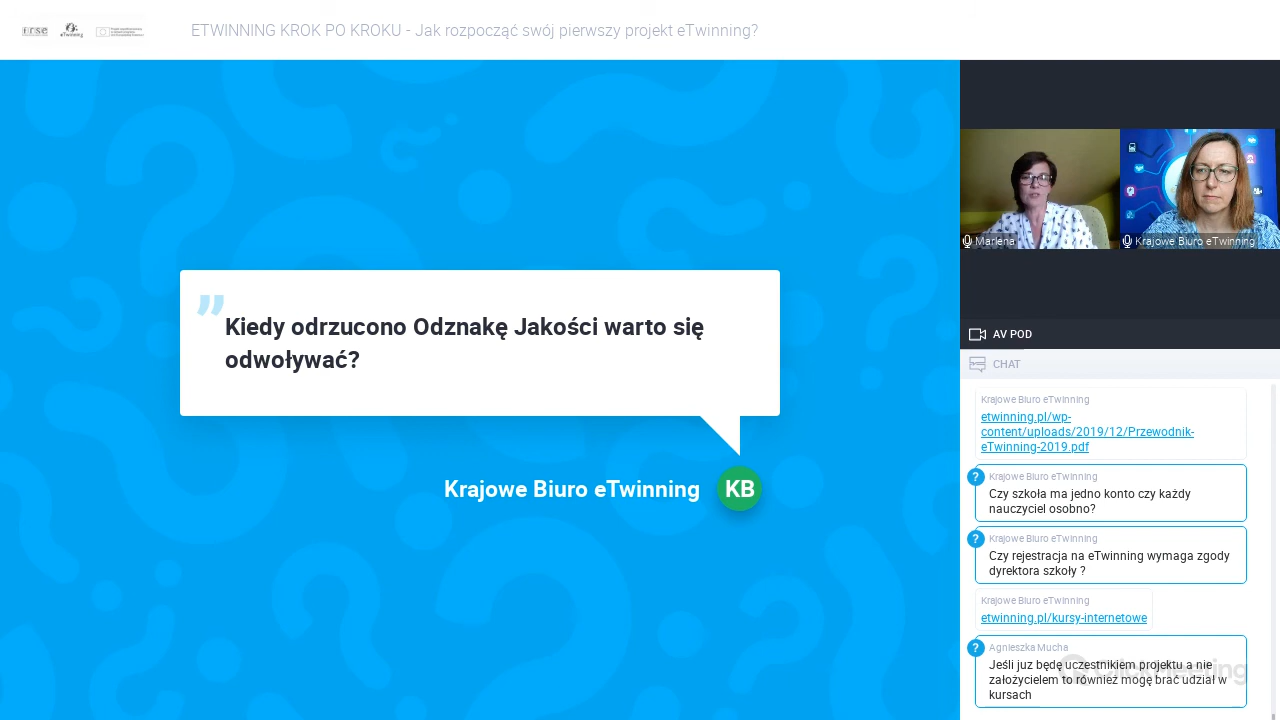 eTwinning
ETWINNING KROK PO KROKU - Jak rozpocząć swój pierwszy projekt eTwinning?
Kiedy odrzucono Odznakę Jakości warto się
odwoływać?
Krajowe Biuro eTwinning
KB
Marlena
Krajowe Biuro eTwinning
AV POD
CHAT
Krajowe Biuro eTwinning
etwinning.pl/wp-
content/uploads/2019/12/Przewodnik-
eTwinning-2019.pdf
Krajowe Biuro eTwinning
Czy szkoła ma jedno konto czy każdy
nauczyciel osobno?
Krajowe Biuro eTwinning
Czy rejestracja na eTwinning wymaga zgody
dyrektora szkoły ?
Krajowe Biuro eTwinning
etwinning.pl/kursy-internetowe
Agnieszka Mucha
Jeśli juz będę uczestnikiem projektu a nie
założycielem to również mogę brać udział w
kursach